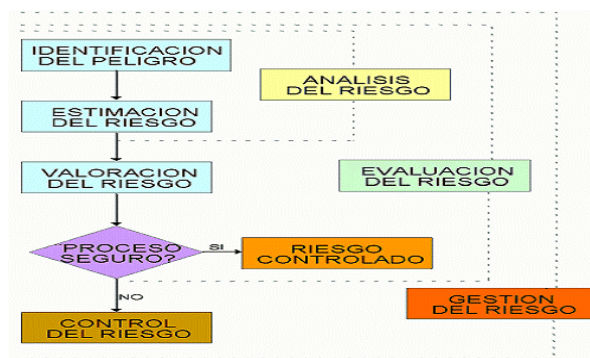 IDENTIFICACION
DEL PELIGRO
ANALISIS
DEL RIESGO
ESTIMACION
DEL RIESGO
VALORACION
DEL RIESGO
EVALUACION
DEL RIESGO
PROCESO
SEGURO?
SI
RIESGO
CONTROLADO
NO
GESTION
DEL RIESGO
CONTROL
DEL RIESGO